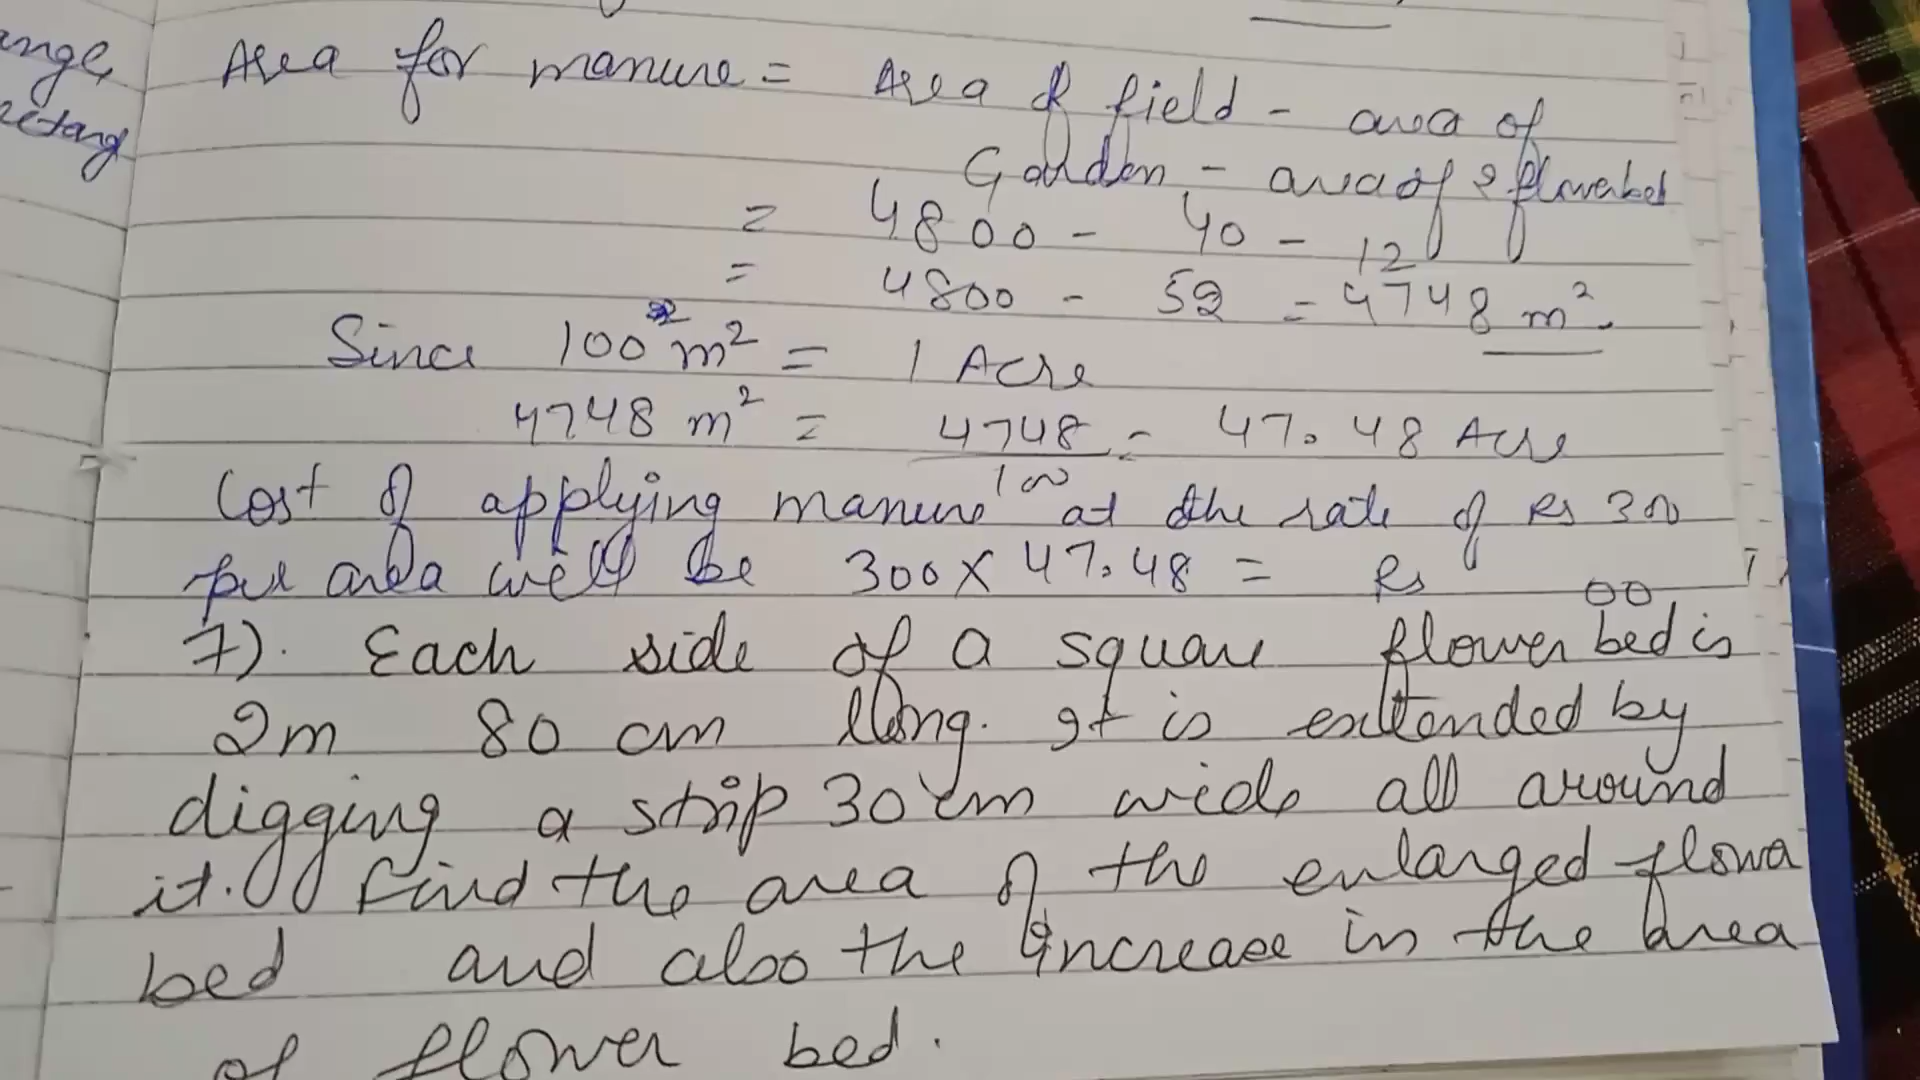 ange,
rectang
Area for manure = Area of field - area of
Garden - area of 2 flowerbed
= 4800 - 40 - 12
= 4800 - 52 = 4748 m²
Since 100 m² = 1 Acre
4748 m² = 4748/100 = 47.48 Acre
Cost of applying manure at the rate of Rs 300
per area will be 300 x 47.48 = Rs
7). Each side of a square flower bed is
2m 80 cm long. It is extended by
digging a strip 30 cm wide all around
it. Find the area of the enlarged flower
bed and also the increase in the area
of flower bed.